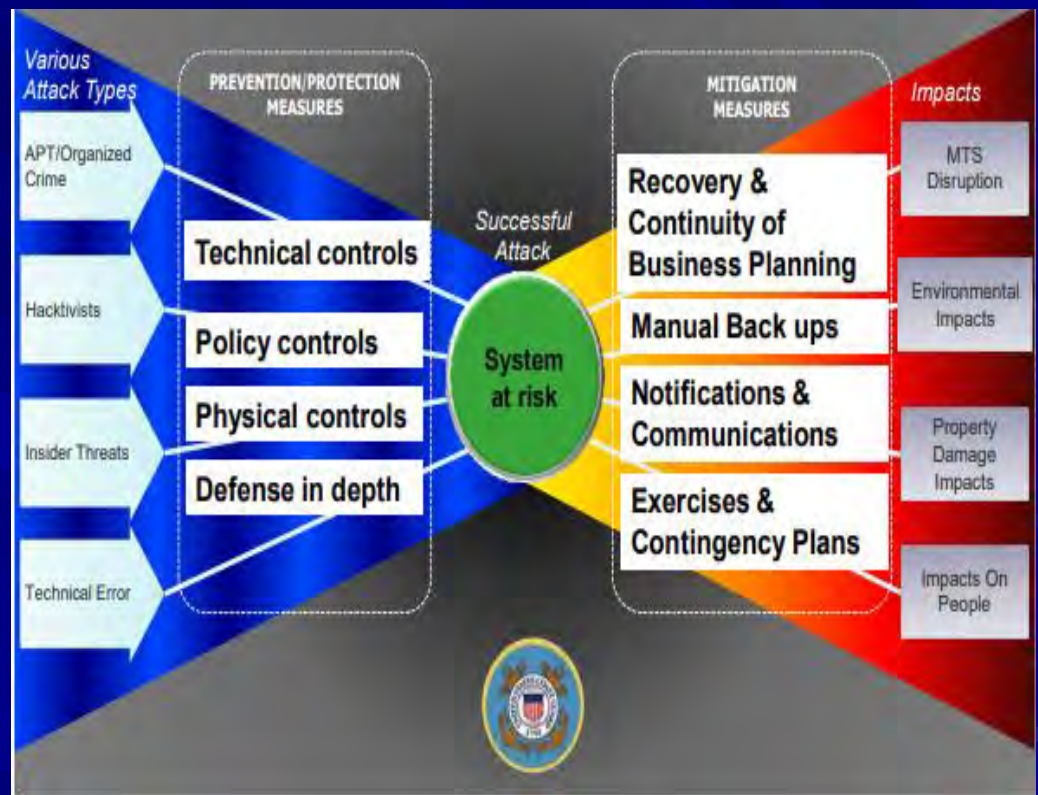 Various
Attack Types
PREVENTION/PROTECTION
MEASURES
MITIGATION
MEASURES
Impacts
APT/Organized
Crime
Hacktivists
Insider Threats
Technical Error
Technical controls
Policy controls
Physical controls
Defense in depth
Successful
Attack
System
at risk
Recovery &
Continuity of
Business Planning
Manual Back ups
Notifications &
Communications
Exercises &
Contingency Plans
MTS
Disruption
Environmental
Impacts
Property
Damage
Impacts
Impacts On
People